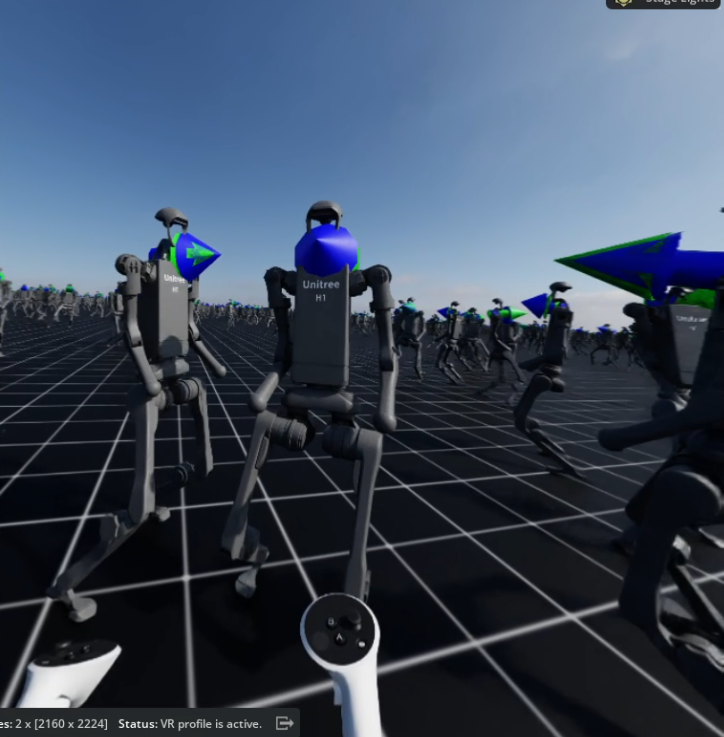 Stage Lights
Unitree
H1
Unitree
H1
A
B
es: 2 x [2160 x 2224]   Status: VR profile is active.